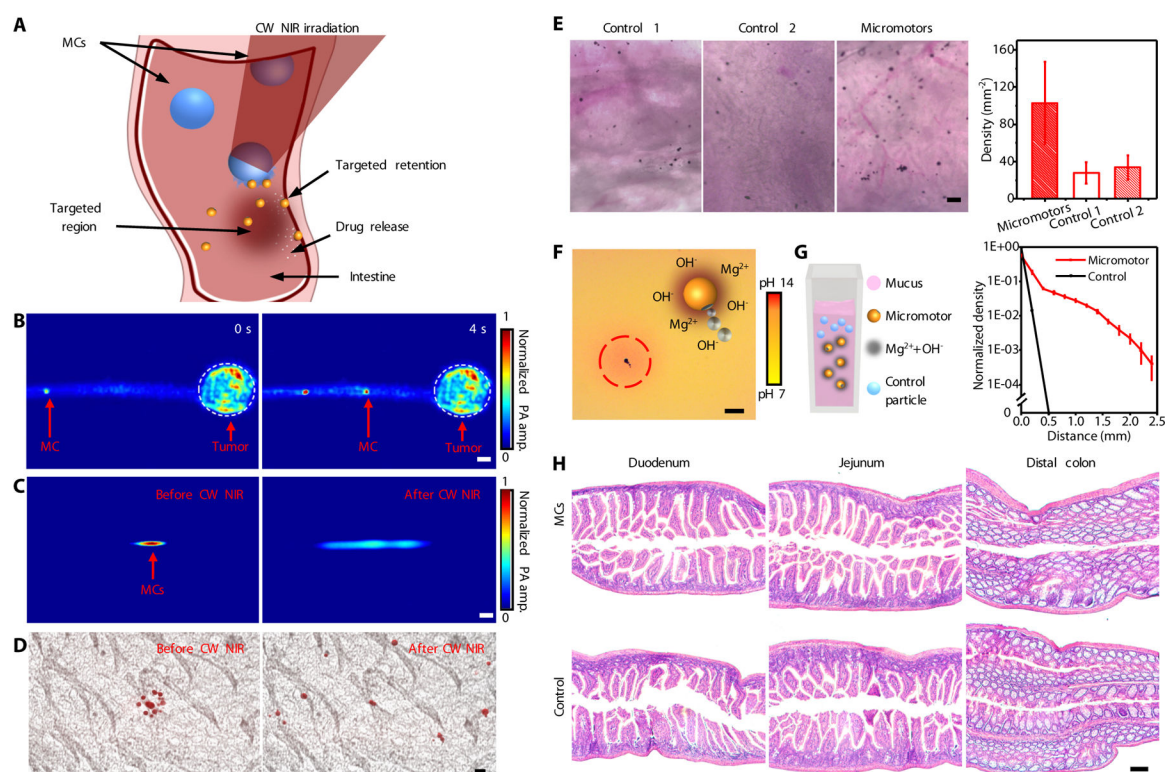 A
CW NIR irradiation
MCs
Targeted retention
Targeted
region
Drug release
Intestine
B
0 s
4 s
MC
Tumor
MC
Tumor
1
Normalized PA amp.
0
C
Before CW NIR
After CW NIR
MCs
1
Normalized PA amp.
0
D
Before CW NIR
After CW NIR
E
Control 1
Control 2
Micromotors
Density (mm⁻²)
160
120
80
40
0
Micromotors
Control 1
Control 2
F
OH⁻
Mg²⁺
OH⁻
OH⁻
Mg²⁺
OH⁻
pH 14
pH 7
G
Mucus
Micromotor
Mg²⁺+OH⁻
Control
particle
Normalized density
1E+00
1E-01
1E-02
1E-03
1E-04
0
Micromotor
Control
0.0 0.5 1.0 1.5 2.0 2.5
Distance (mm)
H
Duodenum
Jejunum
Distal colon
MCs
Control